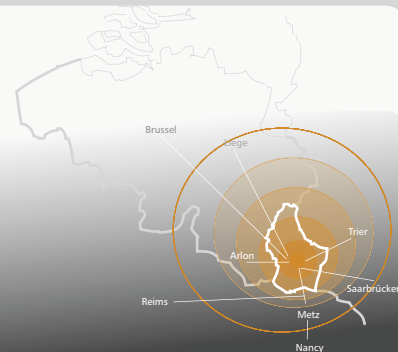 Brussel
Liege
Trier
Arlon
Saarbrücken
Reims
Metz
Nancy